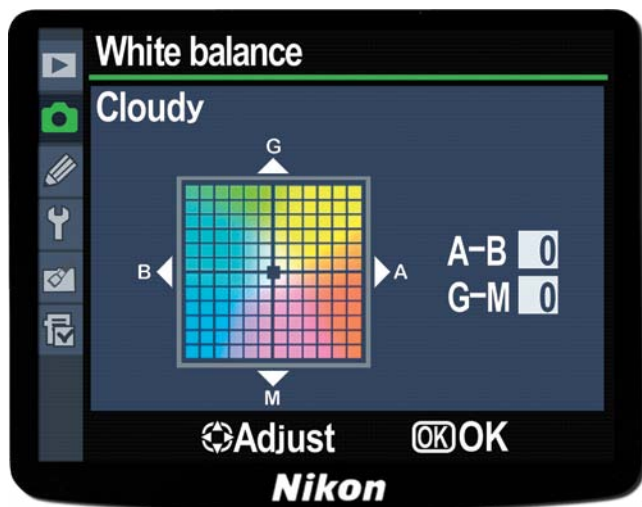 White balance
Cloudy
G
B
A
M
A-B 0
G-M 0
Adjust
OK OK
Nikon